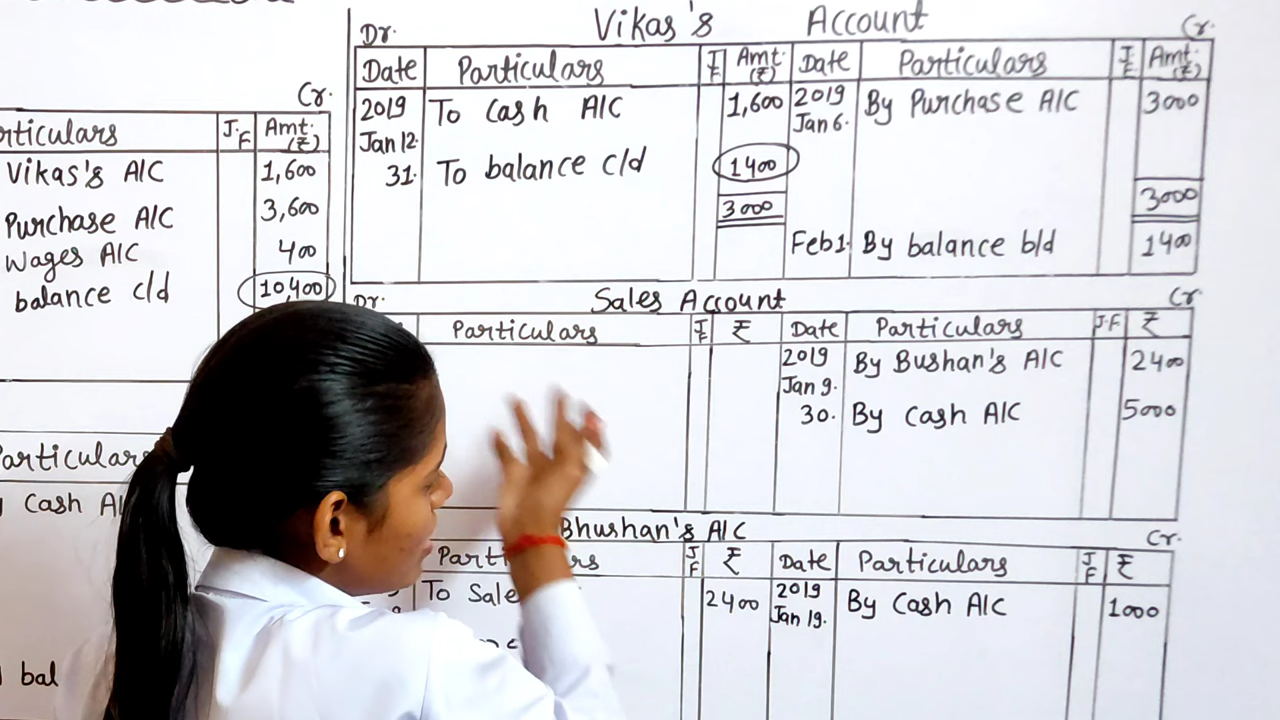 Vikas's Account
Dr. Cr.
Date Particulars J.F Amt. (₹) Date Particulars J.F Amt. (₹)
2019 To Cash A/C 1,600 2019 By Purchase A/C 3000
Jan 12. Jan 6.
31. To balance c/d 1400
3000 3000
Feb 1. By balance b/d 1400
Cr.
J.F Amt. (₹)
Vikas's A/C 1,600
Purchase A/C 3,600
Wages A/C 400
balance c/d 10,400
Sales Account
Dr. Cr.
Particulars J.F ₹ Date Particulars J.F ₹
2019 By Bushan's A/C 2400
Jan 9.
30. By Cash A/C 5000
Particulars
Cash
bal
Bhushan's A/C
Cr.
J.F ₹ Date Particulars J.F ₹
To 2400 2019 By Cash A/C 1000
Jan 19.